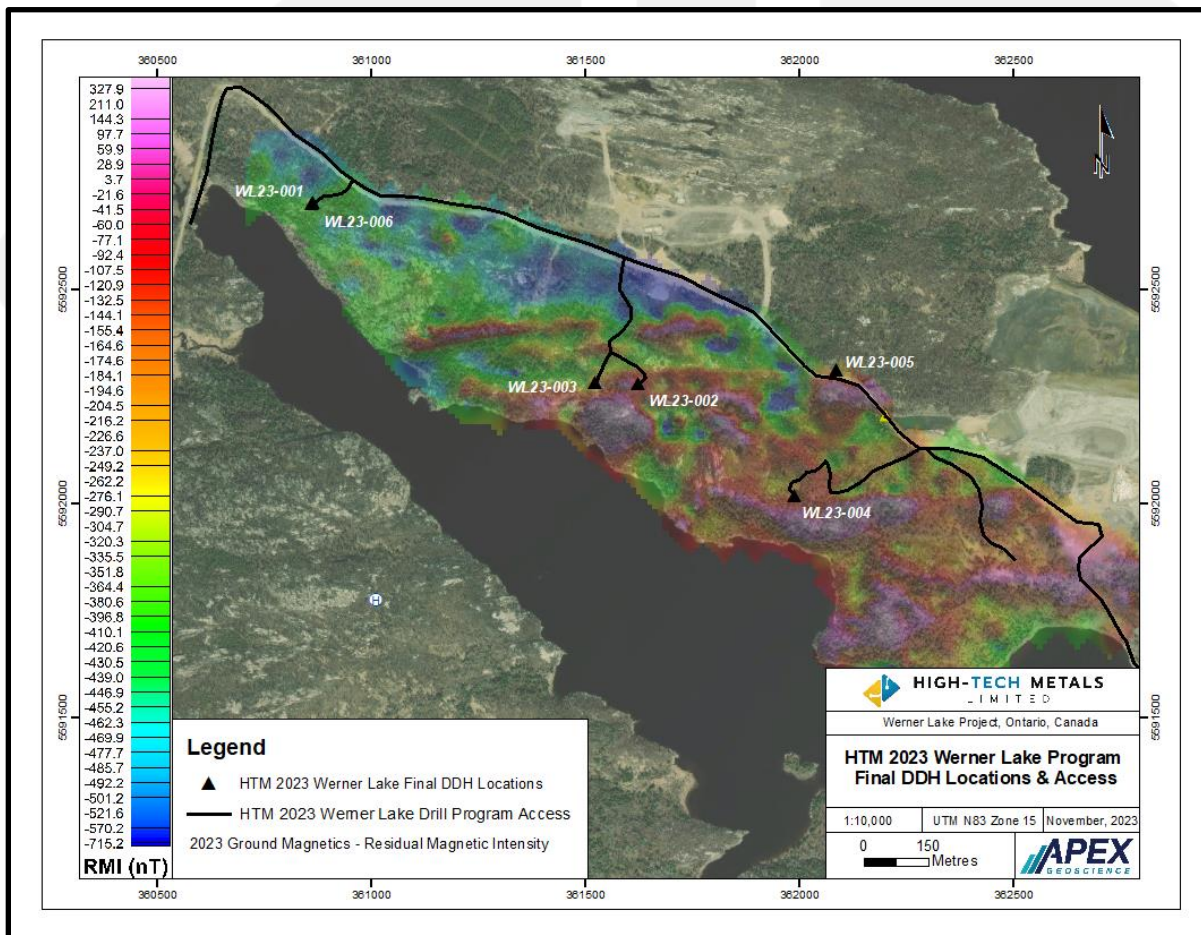 360500 361000 361500 362000 362500
327.9
211.0
144.3
97.7
59.9
28.9
3.7
-21.6
-41.5
-60.0
-77.1
-92.4
-107.5
-120.9
-132.5
-144.1
-155.4
-164.6
-174.6
-184.1
-194.6
-204.5
-216.2
-226.6
-237.0
-249.2
-262.2
-276.1
-290.7
-304.7
-320.3
-335.5
-351.8
-364.4
-380.6
-396.8
-410.1
-420.6
-430.5
-439.0
-446.9
-455.2
-462.3
-469.9
-477.7
-485.2
-492.2
-501.2
-521.6
-570.2
-715.2
RMI (nT)
5592500
5592000
5591500
N
WL23-001
WL23-006
WL23-003
WL23-002
WL23-005
WL23-004
H
5592500
5592000
5591500
Legend
HTM 2023 Werner Lake Final DDH Locations
HTM 2023 Werner Lake Drill Program Access
2023 Ground Magnetics - Residual Magnetic Intensity
HIGH-TECH METALS
LIMITED
Werner Lake Project, Ontario, Canada
HTM 2023 Werner Lake Program
Final DDH Locations & Access
1:10,000 UTM N83 Zone 15 November, 2023
0 150
Metres
APEX
GEOSCIENCE
360500 361000 361500 362000 362500